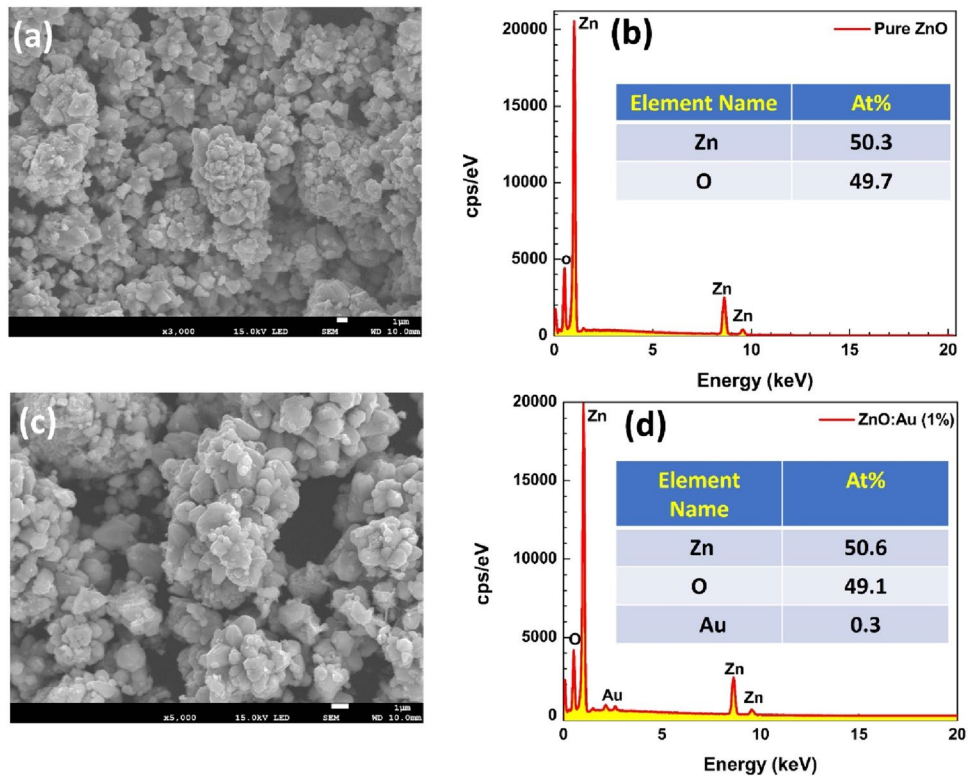 (a)
x3,000 15.0kV LED SEM 1μm WD 10.0mm
(b)
Pure ZnO
Element Name At%
Zn 50.3
O 49.7
20000
15000
10000
5000
0
cps/eV
Zn
O
Zn
Zn
0 5 10 15 20
Energy (keV)
(c)
x5,000 15.0kV LED SEM 1μm WD 10.0mm
(d)
ZnO:Au (1%)
Element
Name
At%
Zn 50.6
O 49.1
Au 0.3
20000
15000
10000
5000
0
cps/eV
Zn
O
Au
Zn
Zn
0 5 10 15 20
Energy (keV)